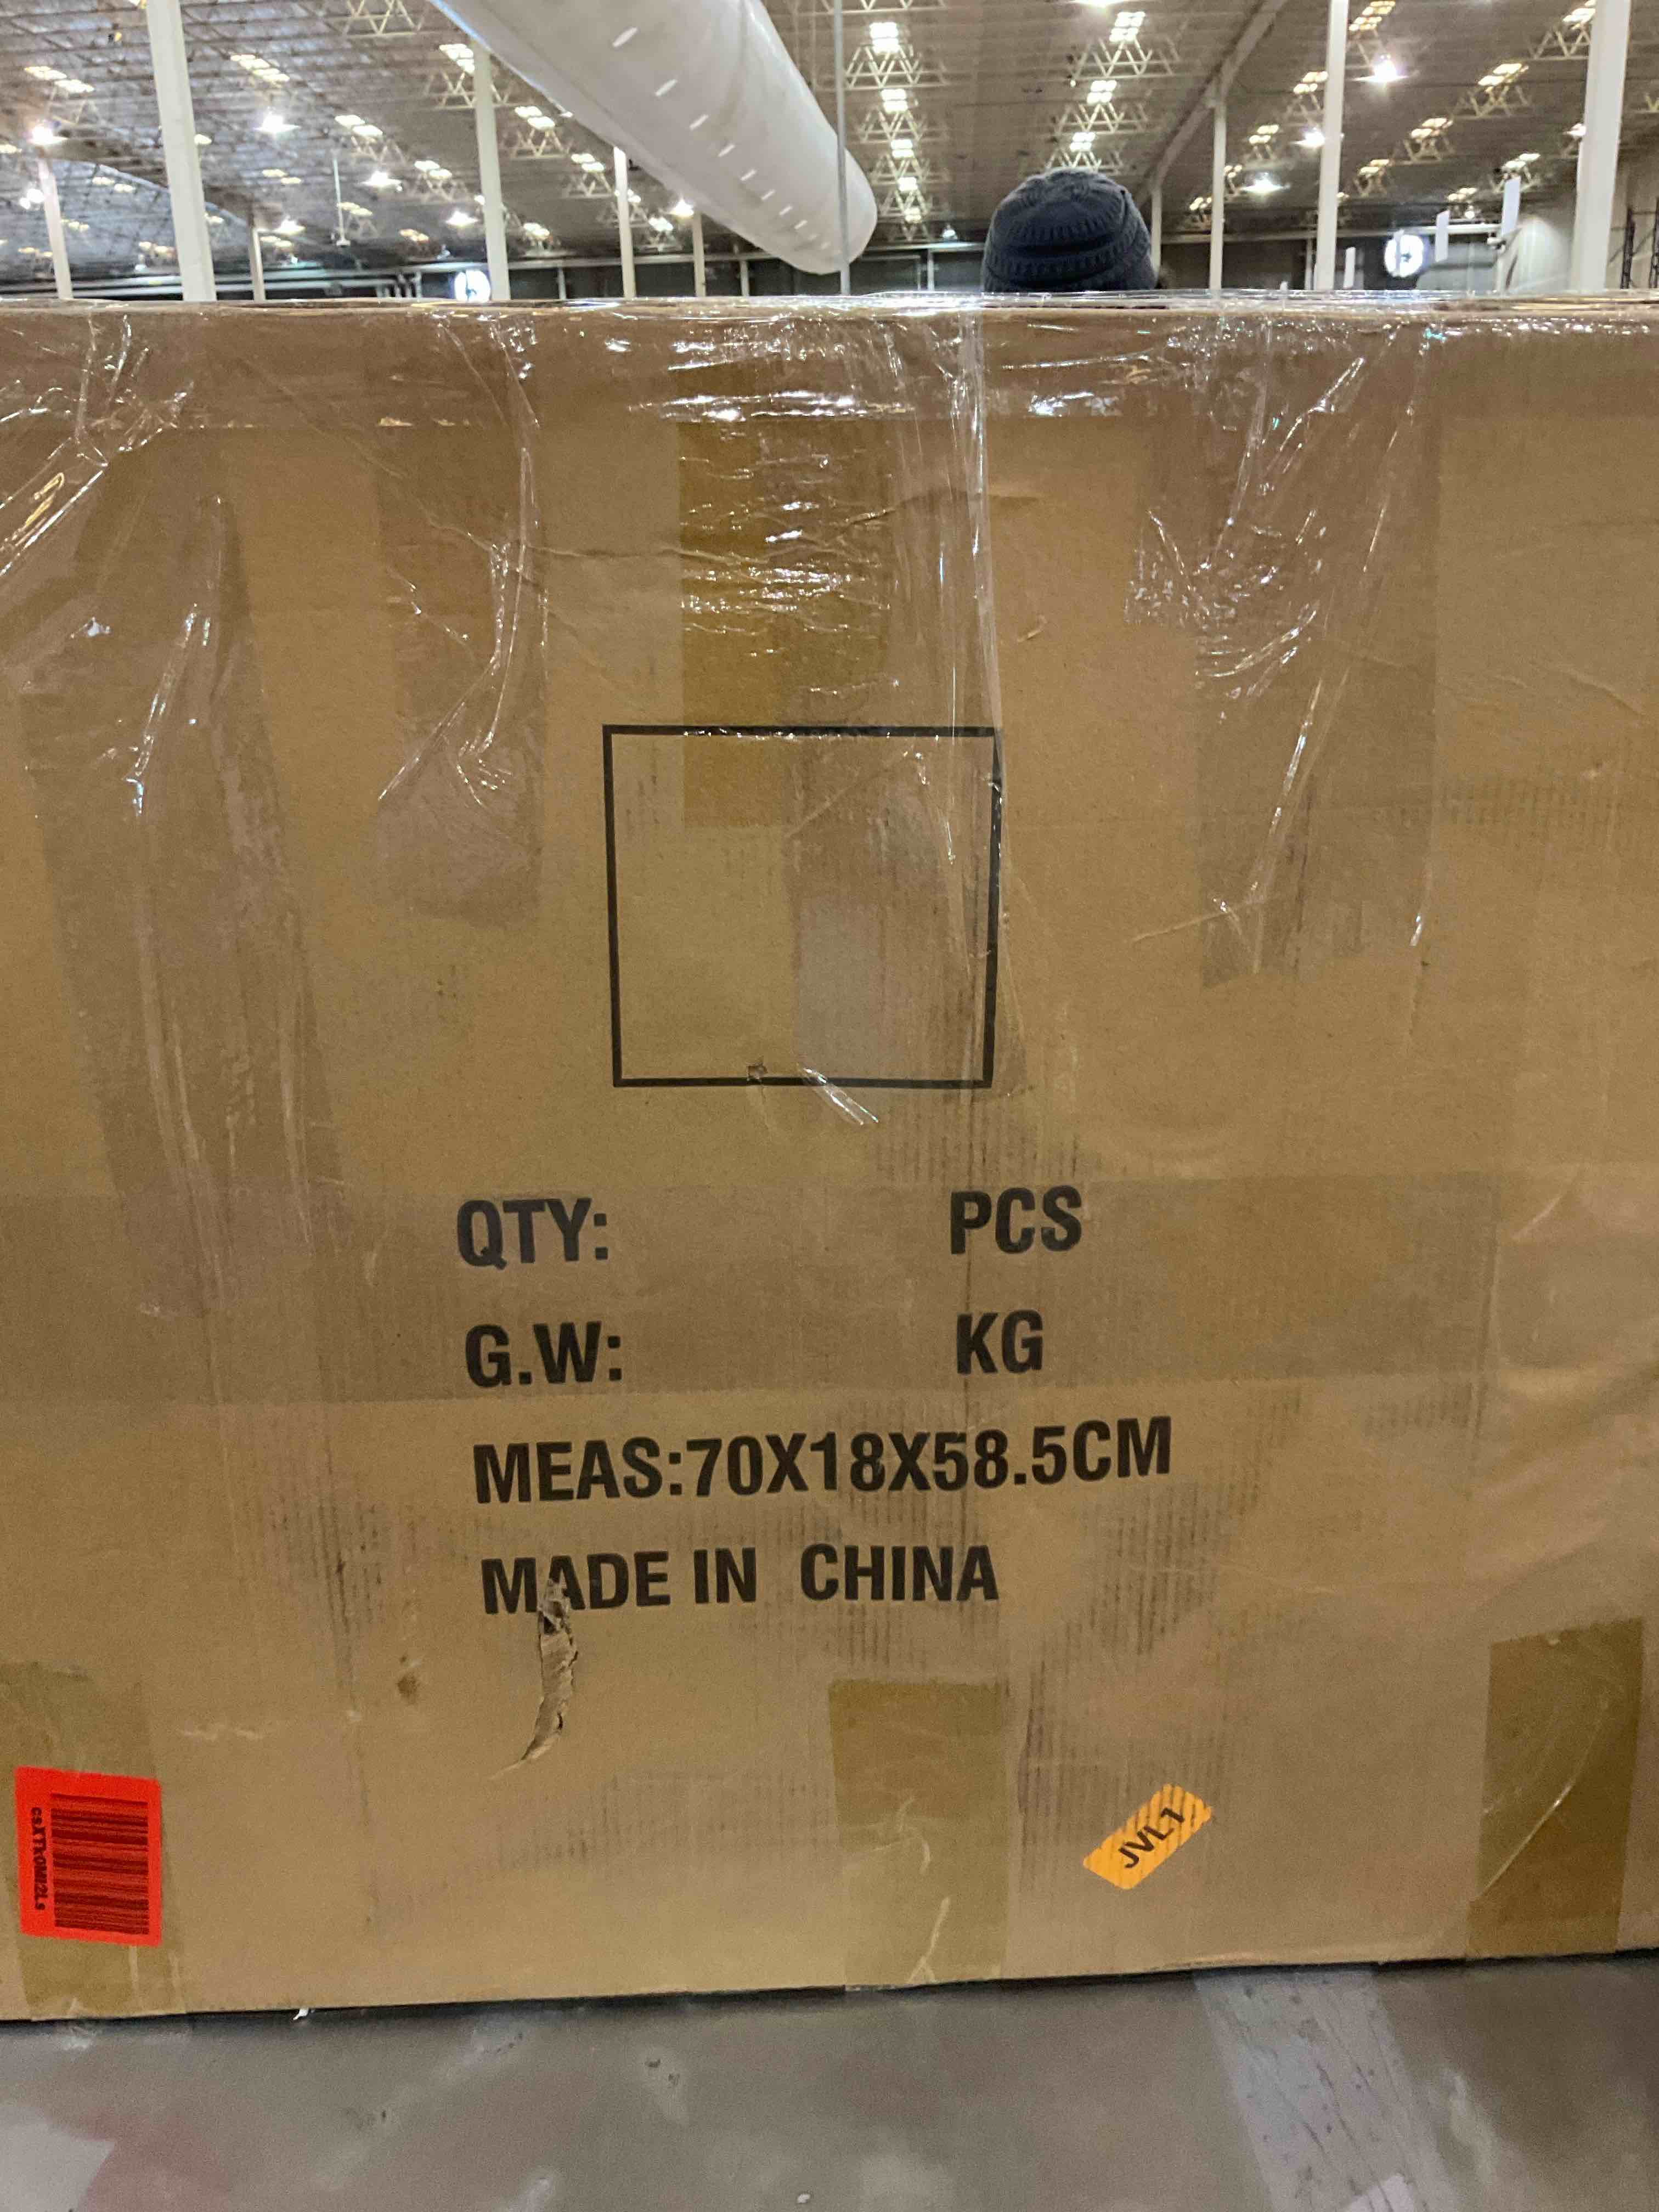 QTY: PCS
G.W: KG
MEAS:70X18X58.5CM
MADE IN CHINA
JVL1